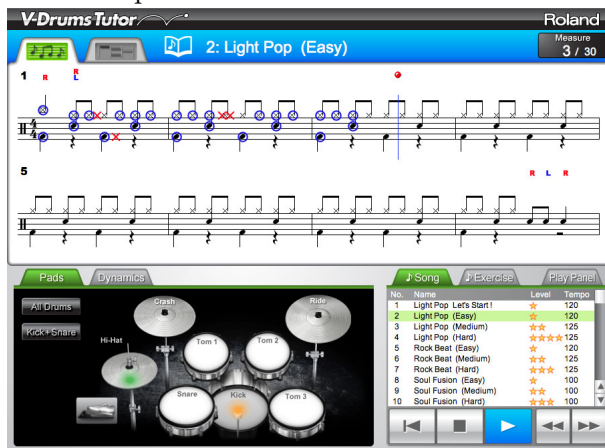 V-Drums Tutor
Roland
2: Light Pop (Easy)
Measure
3 / 30
1
R
R
L
4
4
5
R L R
Pads
Dynamics
Song
Exercise
Play Panel
All Drums
Kick+Snare
Hi-Hat
Crash
Ride
Tom 1
Tom 2
Snare
Kick
Tom 3
No. Name Level Tempo
1 Light Pop Let's Start ! 120
2 Light Pop (Easy) 120
3 Light Pop (Medium) 125
4 Light Pop (Hard) 125
5 Rock Beat (Easy) 120
6 Rock Beat (Medium) 125
7 Rock Beat (Hard) 125
8 Soul Fusion (Easy) 100
9 Soul Fusion (Medium) 100
10 Soul Fusion (Hard) 100